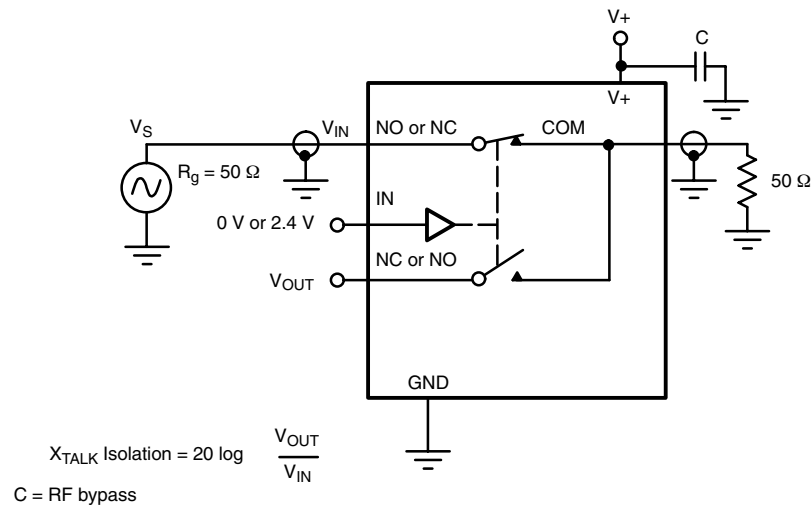 V+
C
V+
VS
VIN
NO or NC
COM
Rg = 50 Ω
50 Ω
IN
0 V or 2.4 V
NC or NO
VOUT
GND
XTALK Isolation = 20 log VOUT / VIN
C = RF bypass